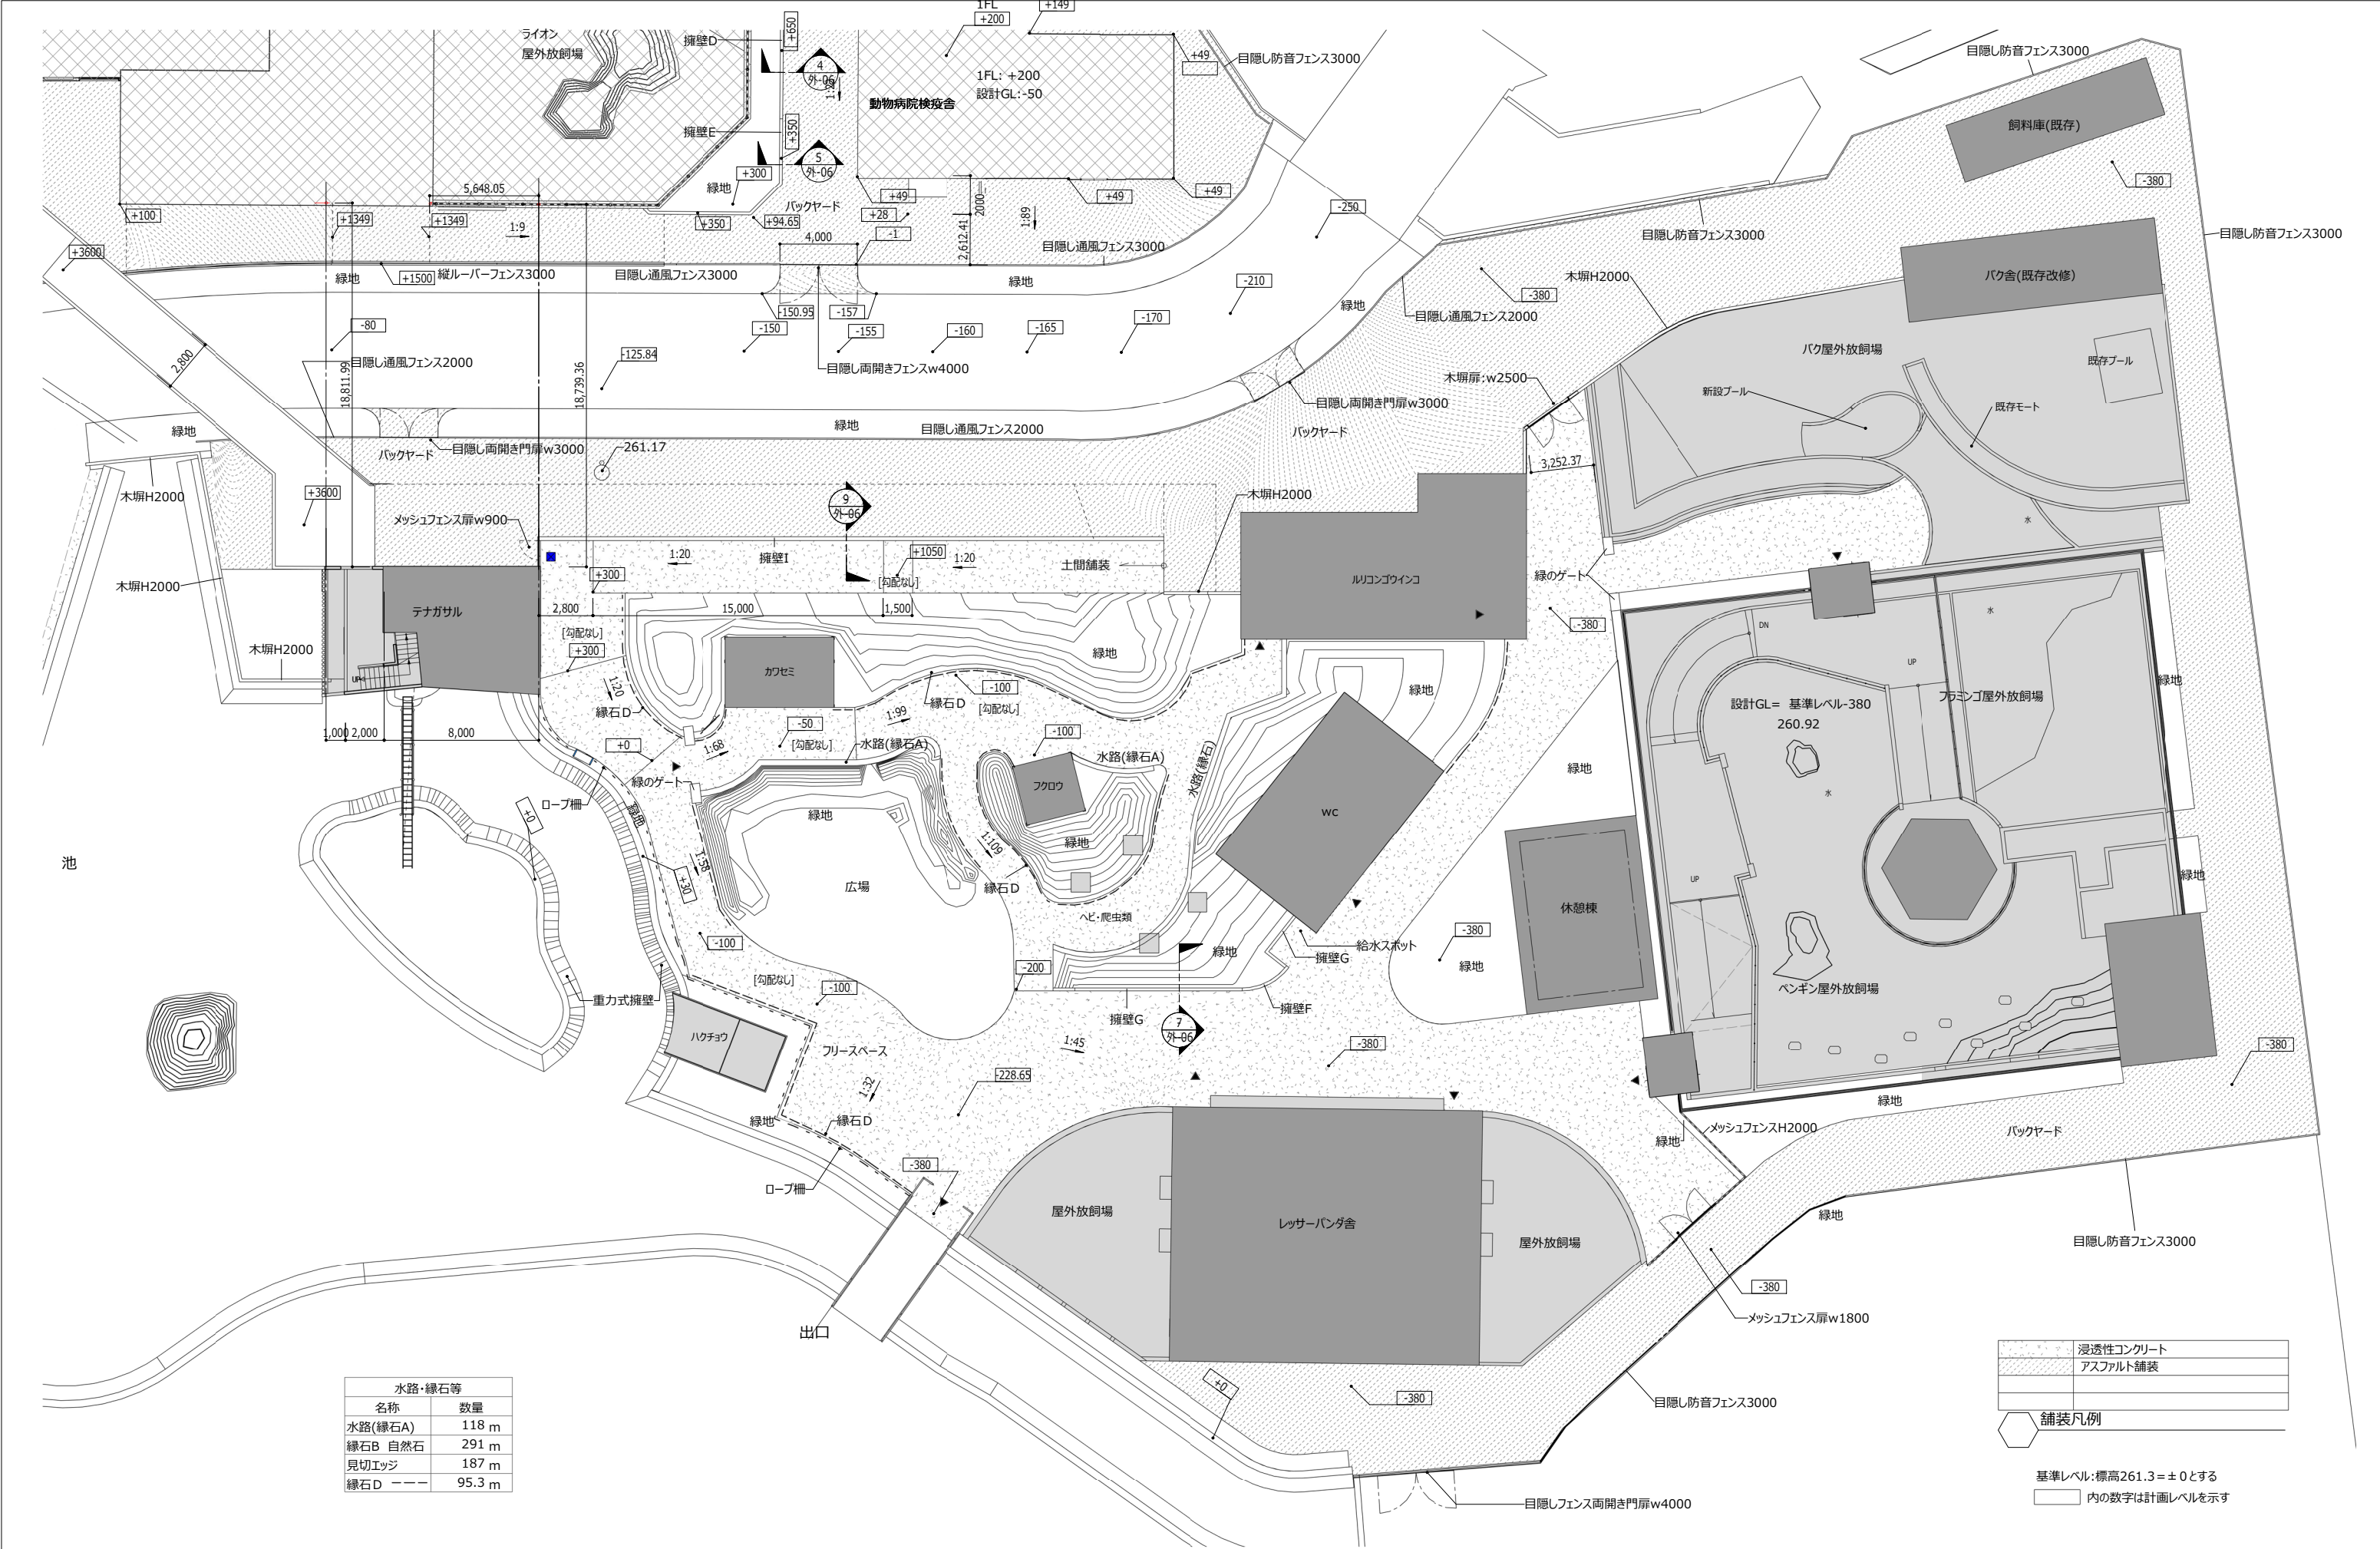 1FL
+200
+149
ライオン
屋外放飼場
擁壁D
+650
4
外-06
+49
目隠し防音フェンス3000
目隠し防音フェンス3000
1FL: +200
設計GL:-50
動物病院検疫舎
擁壁E
+350
5
外-06
飼料庫(既存)
-380
5,648.05
+300
緑地
バックヤード
+49
+49
+49
2000
+100
+1349
+1349
1:9
+350
+94.65
+28
-1
4,000
2,612.41
1:89
-250
目隠し防音フェンス3000
目隠し防音フェンス3000
+3600
緑地
+1500
縦ルーバーフェンス3000
目隠し通風フェンス3000
目隠し通風フェンス3000
緑地
-210
緑地
-380
木塀H2000
バク舎(既存改修)
-80
-150.95
-157
-150
-155
-160
-165
-170
目隠し通風フェンス2000
バク屋外放飼場
既存プール
2,800
18,811.99
目隠し通風フェンス2000
-125.84
18,739.36
目隠し両開きフェンスw4000
木塀扉:w2500
新設プール
既存モート
目隠し両開き門扉w3000
緑地
緑地
目隠し通風フェンス2000
バックヤード
バックヤード
目隠し両開き門扉w3000
261.17
3,252.37
木塀H2000
+3600
メッシュフェンス扉w900
9
外-06
木塀H2000
水
1:20
擁壁I
+1050
1:20
[勾配なし]
土間舗装
木塀H2000
+300
ルリコンゴウインコ
緑のゲート
テナガザル
2,800
15,000
1,500
-380
水
DN
[勾配なし]
+300
木塀H2000
UP
カワセミ
緑地
緑地
UP
フラミンゴ屋外放飼場
緑地
1:20
縁石D
-100
[勾配なし]
縁石D
1:99
設計GL= 基準レベル-380
260.92
1,000
2,000
8,000
-50
[勾配なし]
+0
1:68
水路(縁石A)
-100
水路(縁石A)
水路(縁石)
緑地
緑のゲート
フクロウ
水
ロープ柵
緑地
+0
緑地
wc
池
1:58
+30
1:109
緑地
広場
縁石D
UP
緑地
ヘビ・爬虫類
休憩棟
-100
緑地
給水スポット
擁壁G
-380
緑地
[勾配なし]
-100
-200
重力式擁壁
擁壁G
擁壁F
ペンギン屋外放飼場
ハクチョウ
フリースペース
7
外-06
1:45
-380
-380
1:32
-228.65
緑地
縁石D
緑地
メッシュフェンスH2000
緑地
バックヤード
-380
ロープ柵
屋外放飼場
レッサーパンダ舎
屋外放飼場
緑地
目隠し防音フェンス3000
-380
メッシュフェンス扉w1800
出口
+0
-380
目隠し防音フェンス3000
目隠しフェンス両開き門扉w4000
水路・縁石等
名称 数量
水路(縁石A) 118 m
縁石B 自然石 291 m
見切エッジ 187 m
縁石D ーーー 95.3 m
浸透性コンクリート
アスファルト舗装
舗装凡例
基準レベル:標高261.3=±0とする
内の数字は計画レベルを示す